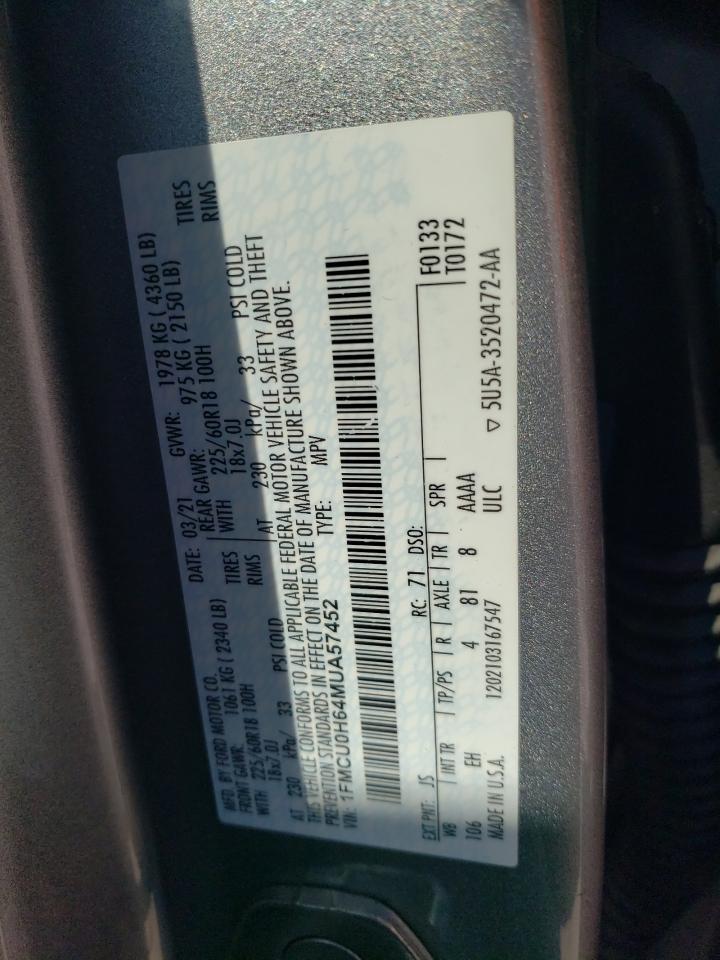 MFD. BY FORD MOTOR CO.
DATE: 03/21 GVWR: 1978 KG ( 4360 LB)
FRONT GAWR: 1061 KG ( 2340 LB) REAR GAWR: 975 KG ( 2150 LB)
WITH 225/60R18 100H TIRES WITH 225/60R18 100H TIRES
18x7.0J RIMS 18x7.0J RIMS
AT 230 kPa/ 33 PSI COLD AT 230 kPa/ 33 PSI COLD
THIS VEHICLE CONFORMS TO ALL APPLICABLE FEDERAL MOTOR VEHICLE SAFETY AND THEFT
PREVENTION STANDARDS IN EFFECT ON THE DATE OF MANUFACTURE SHOWN ABOVE.
VIN: 1FMCU0H64MUA57452 TYPE: MPV
EXT PNT: JS RC: 71 DSO: F0133
WB INT TR TP/PS R AXLE TR SPR T0172
106 EH 4 81 8 AAAA
MADE IN U.S.A. 1202103167547 ULC ▽ 5U5A-3520472-AA